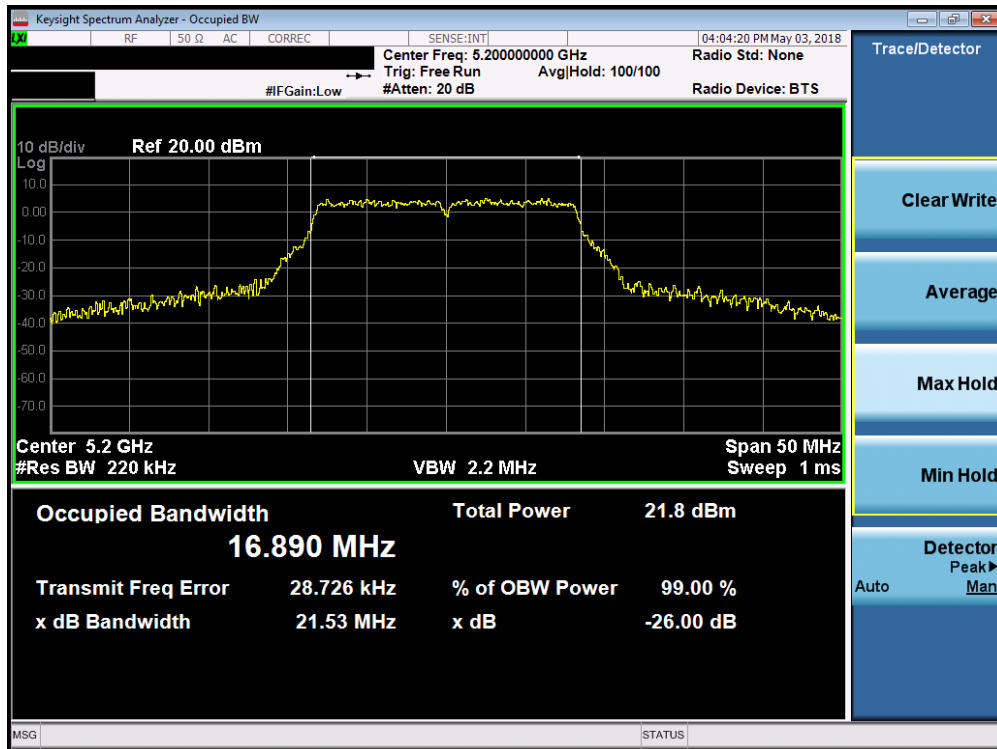 Keysight Spectrum Analyzer - Occupied BW
LXI RF 50 Ω AC CORREC SENSE:INT 04:04:20 PM May 03, 2018
Center Freq: 5.200000000 GHz Radio Std: None
Trig: Free Run Avg|Hold: 100/100
#IFGain:Low #Atten: 20 dB Radio Device: BTS
10 dB/div Ref 20.00 dBm
Log
10.0
0.00
-10.0
-20.0
-30.0
-40.0
-50.0
-60.0
-70.0
Center 5.2 GHz Span 50 MHz
#Res BW 220 kHz VBW 2.2 MHz Sweep 1 ms
Occupied Bandwidth Total Power 21.8 dBm
16.890 MHz
Transmit Freq Error 28.726 kHz % of OBW Power 99.00 %
x dB Bandwidth 21.53 MHz x dB -26.00 dB
MSG STATUS
Trace/Detector
Clear Write
Average
Max Hold
Min Hold
Detector
Peak▶
Auto Man